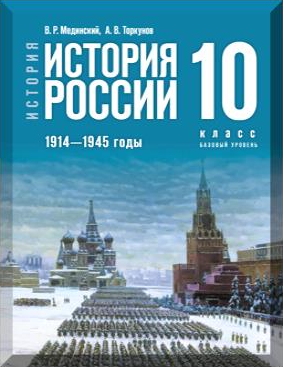 В. Р. Мединский, А. В. Торкунов
ИСТОРИЯ
ИСТОРИЯ
РОССИИ
10
КЛАСС
БАЗОВЫЙ УРОВЕНЬ
1914—1945 годы